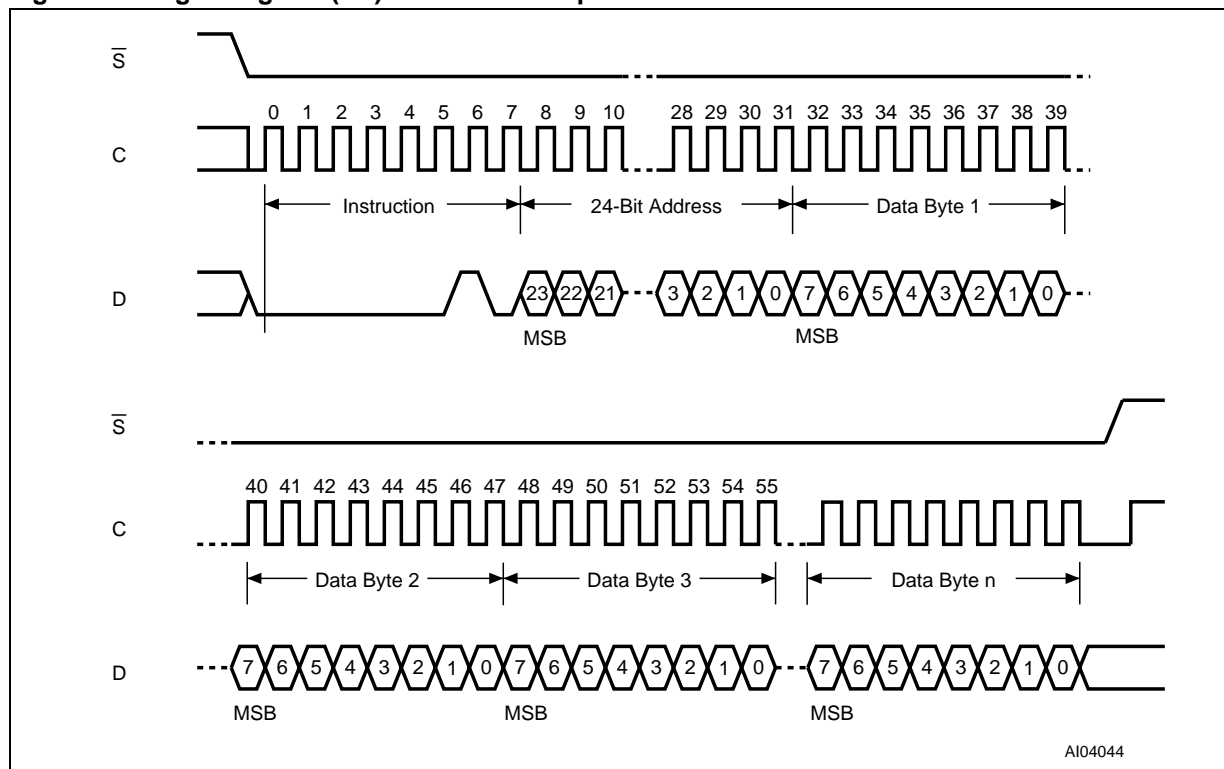 S
0 1 2 3 4 5 6 7 8 9 10 28 29 30 31 32 33 34 35 36 37 38 39
C
Instruction 24-Bit Address Data Byte 1
D
23 22 21 3 2 1 0 7 6 5 4 3 2 1 0
MSB MSB
S
40 41 42 43 44 45 46 47 48 49 50 51 52 53 54 55
C
Data Byte 2 Data Byte 3 Data Byte n
D
7 6 5 4 3 2 1 0 7 6 5 4 3 2 1 0 7 6 5 4 3 2 1 0
MSB MSB MSB
AI04044